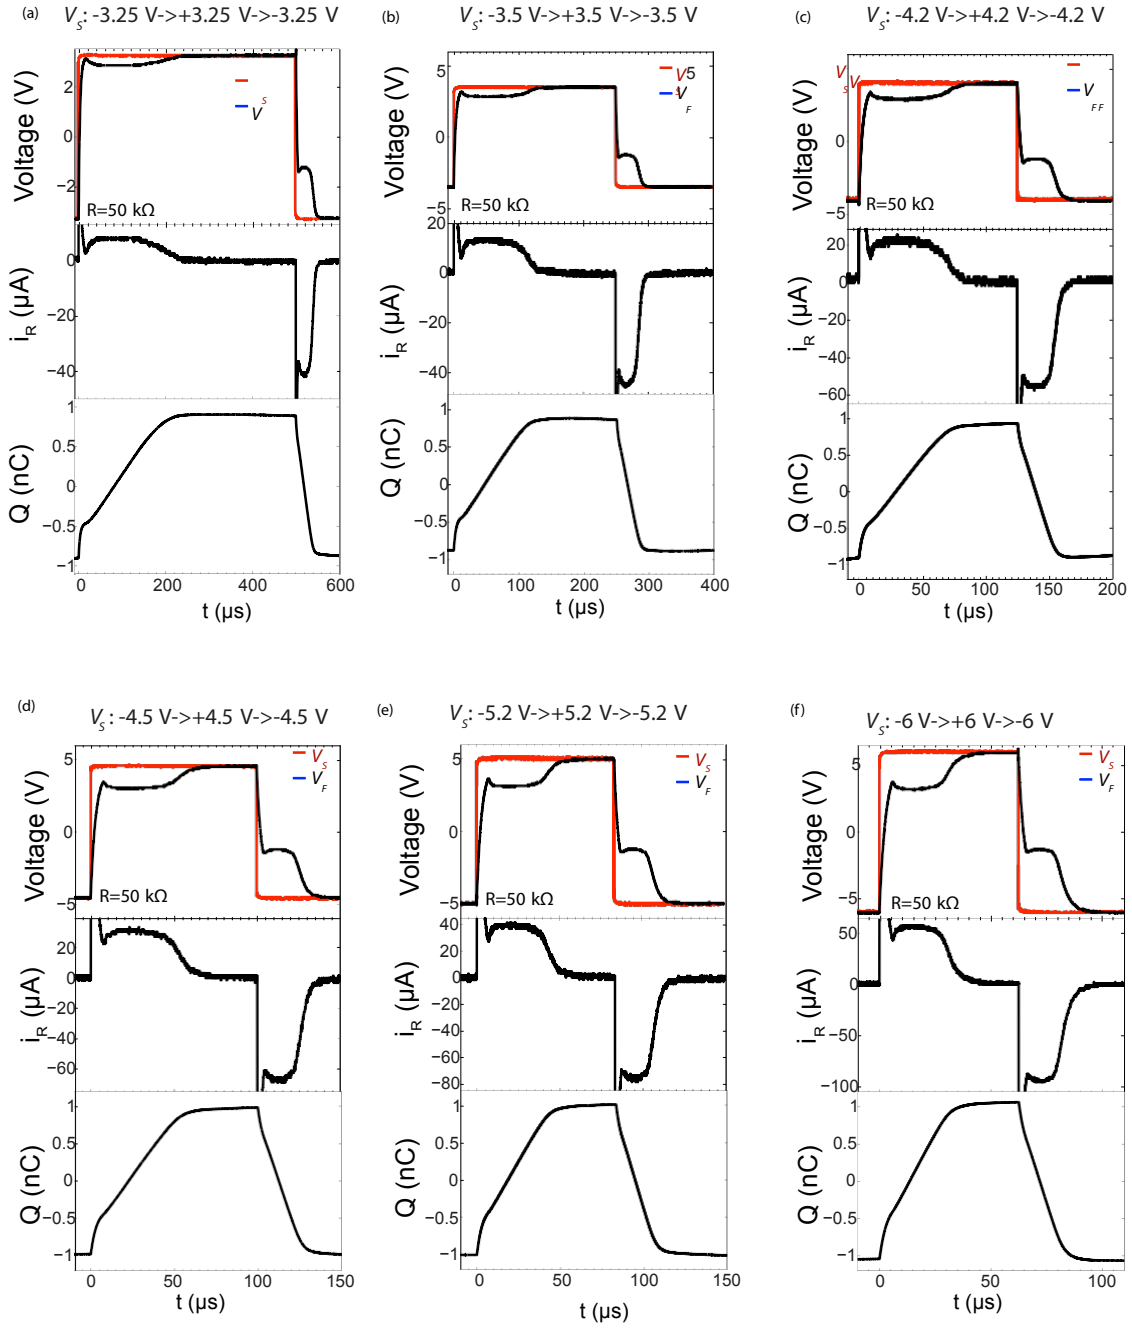 (a)
V_S: -3.25 V->+3.25 V->-3.25 V
Voltage (V)
2
0
−2
S
V
R=50 kΩ
i_R (µA)
0
−20
−40
Q (nC)
1
0.5
0
−0.5
−1
0 200 400 600
t (µs)
(b)
V_S: -3.5 V->+3.5 V->-3.5 V
Voltage (V)
5
0
−5
V 5
S
V
F
R=50 kΩ
i_R (µA)
20
0
−20
−40
Q (nC)
1
0.5
0
−0.5
−1
0 100 200 300 400
t (µs)
(c)
V_S: -4.2 V->+4.2 V->-4.2 V
Voltage (V)
V V
S
0
−5
V
F F
R=50 kΩ
i_R (µA)
20
0
−20
−40
−60
Q (nC)
1
0.5
0
−0.5
−1
0 50 100 150 200
t (µs)
(d)
V_S: -4.5 V->+4.5 V->-4.5 V
Voltage (V)
5
0
−5
V_S
V_F
R=50 kΩ
i_R (µA)
20
0
−20
−40
−60
Q (nC)
1
0.5
0
−0.5
−1
0 50 100 150
t (µs)
(e)
V_S: -5.2 V->+5.2 V->-5.2 V
Voltage (V)
5
0
−5
V_S
V_F
R=50 kΩ
i_R (µA)
40
20
0
−20
−40
−60
−80
Q (nC)
1
0.5
0
−0.5
−1
0 50 100 150
t (µs)
(f)
V_S: -6 V->+6 V->-6 V
Voltage (V)
5
0
−5
V_S
V_F
R=50 kΩ
i_R (µA)
50
0
−50
−100
Q (nC)
1
0.5
0
−0.5
−1
0 50 100
t (µs)